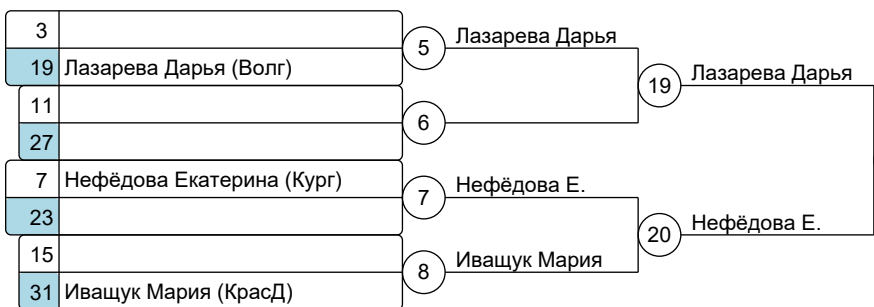 3
5
Лазарева Дарья
19 Лазарева Дарья (Волг)
19
Лазарева Дарья
11
6
27
7 Нефёдова Екатерина (Кург)
7
Нефёдова Е.
23
20
Нефёдова Е.
15
8
Иващук Мария
31 Иващук Мария (КрасД)